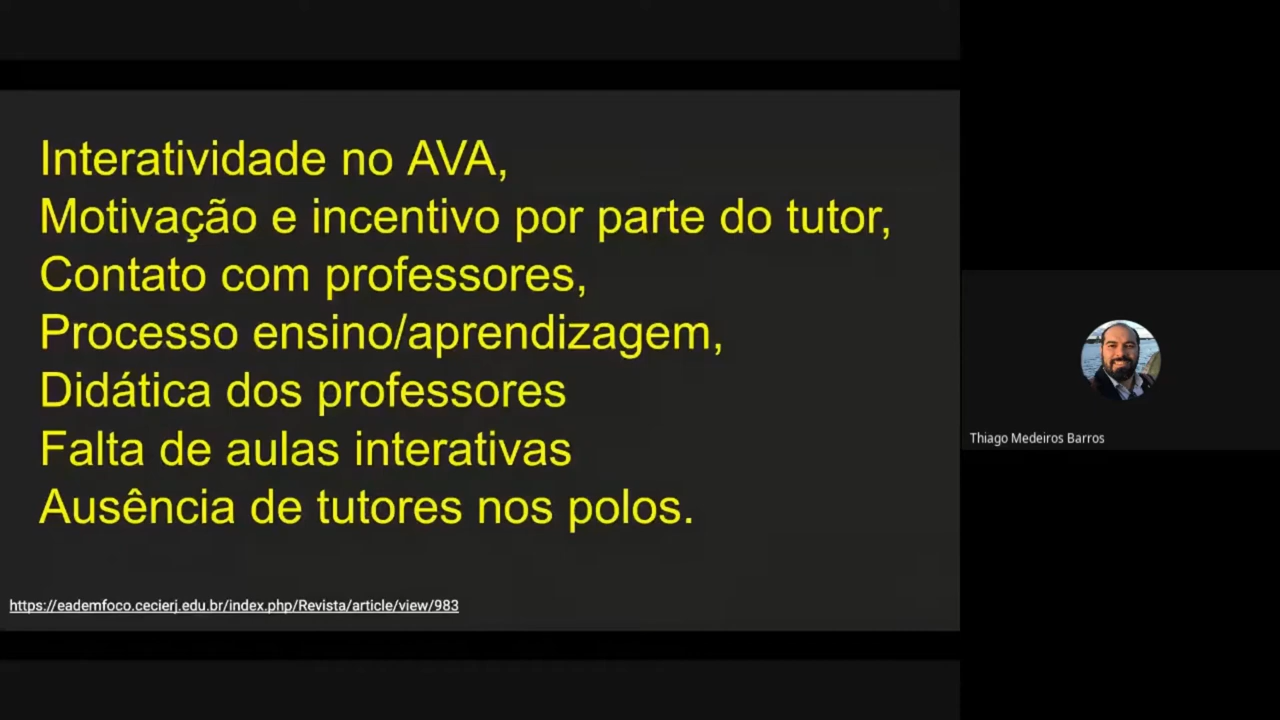 Interatividade no AVA,
Motivação e incentivo por parte do tutor,
Contato com professores,
Processo ensino/aprendizagem,
Didática dos professores
Falta de aulas interativas
Ausência de tutores nos polos.
https://eademfoco.cecierj.edu.br/index.php/Revista/article/view/983
Thiago Medeiros Barros